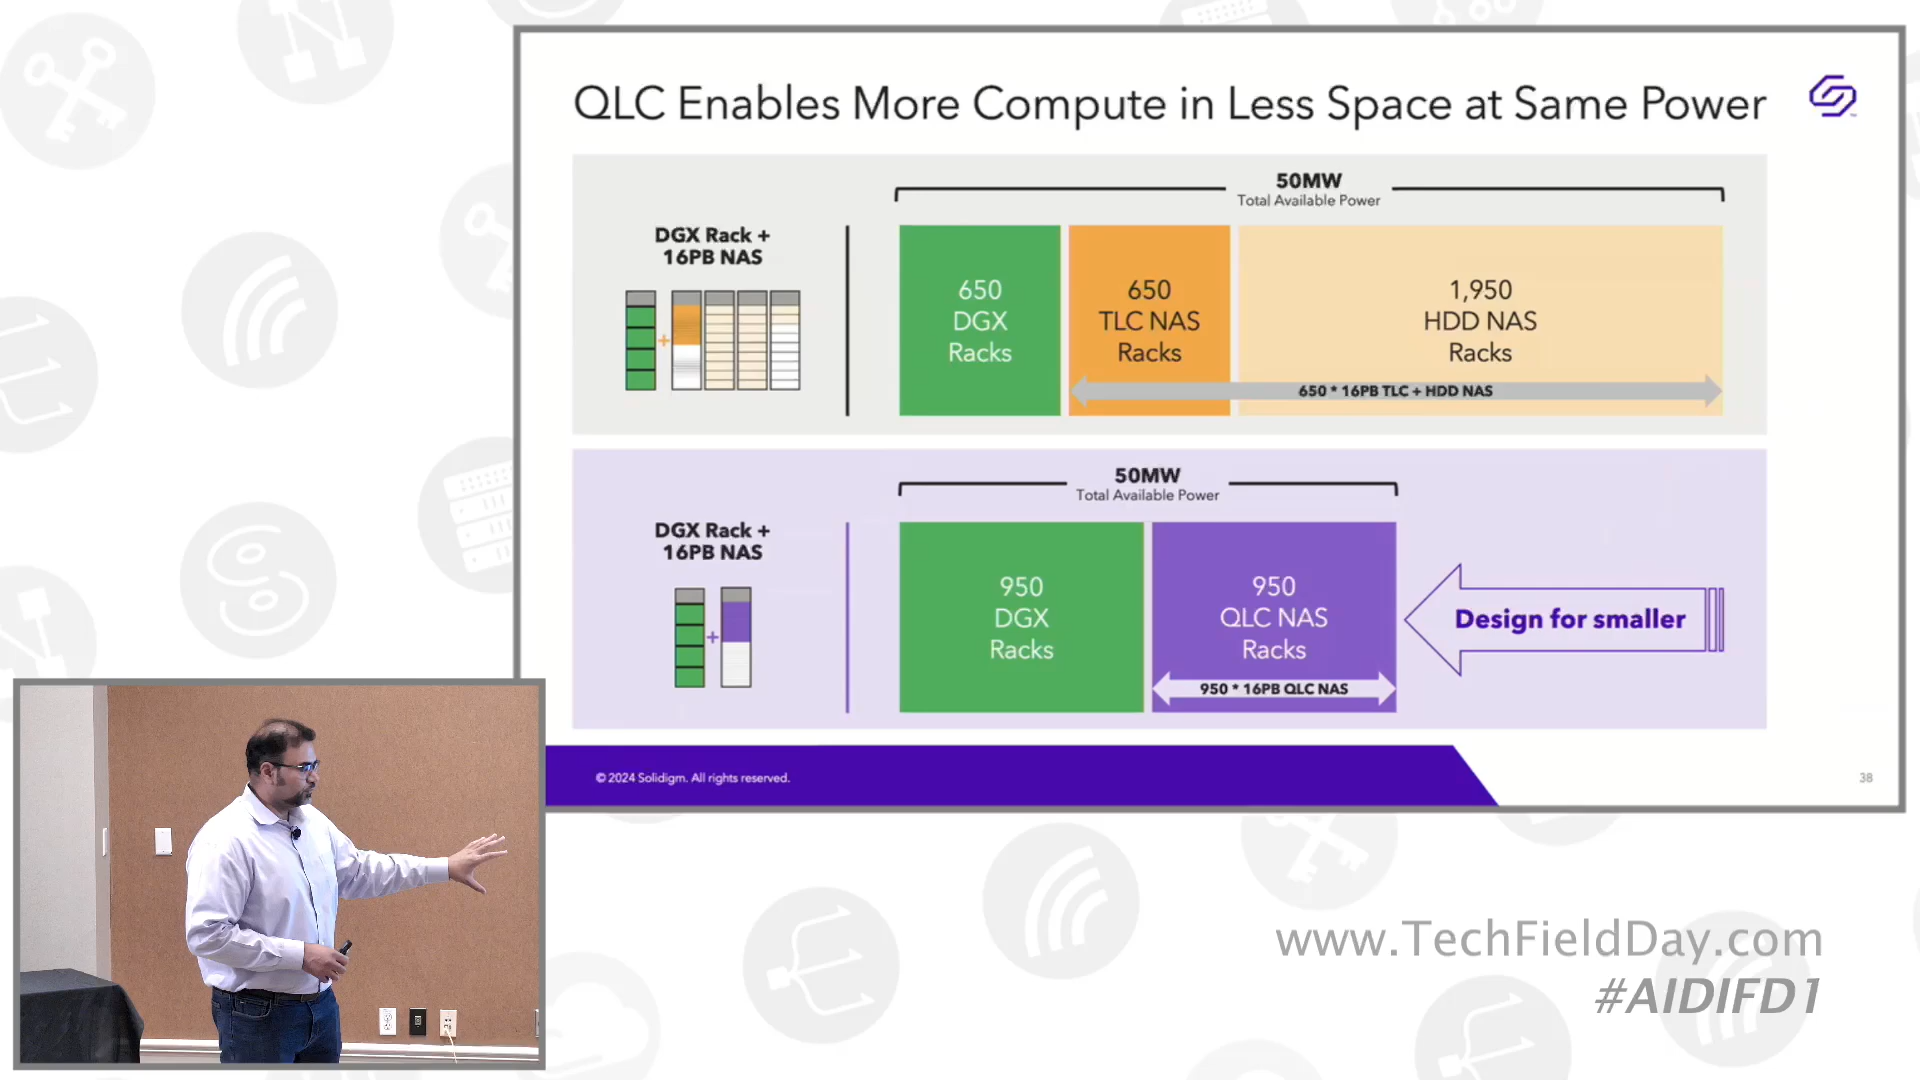 QLC Enables More Compute in Less Space at Same Power
50MW
Total Available Power
DGX Rack +
16PB NAS
+
650
DGX
Racks
650
TLC NAS
Racks
1,950
HDD NAS
Racks
650 * 16PB TLC + HDD NAS
50MW
Total Available Power
DGX Rack +
16PB NAS
+
950
DGX
Racks
950
QLC NAS
Racks
950 * 16PB QLC NAS
Design for smaller
© 2024 Solidigm. All rights reserved.
38
www.TechFieldDay.com
#AIDIFD1